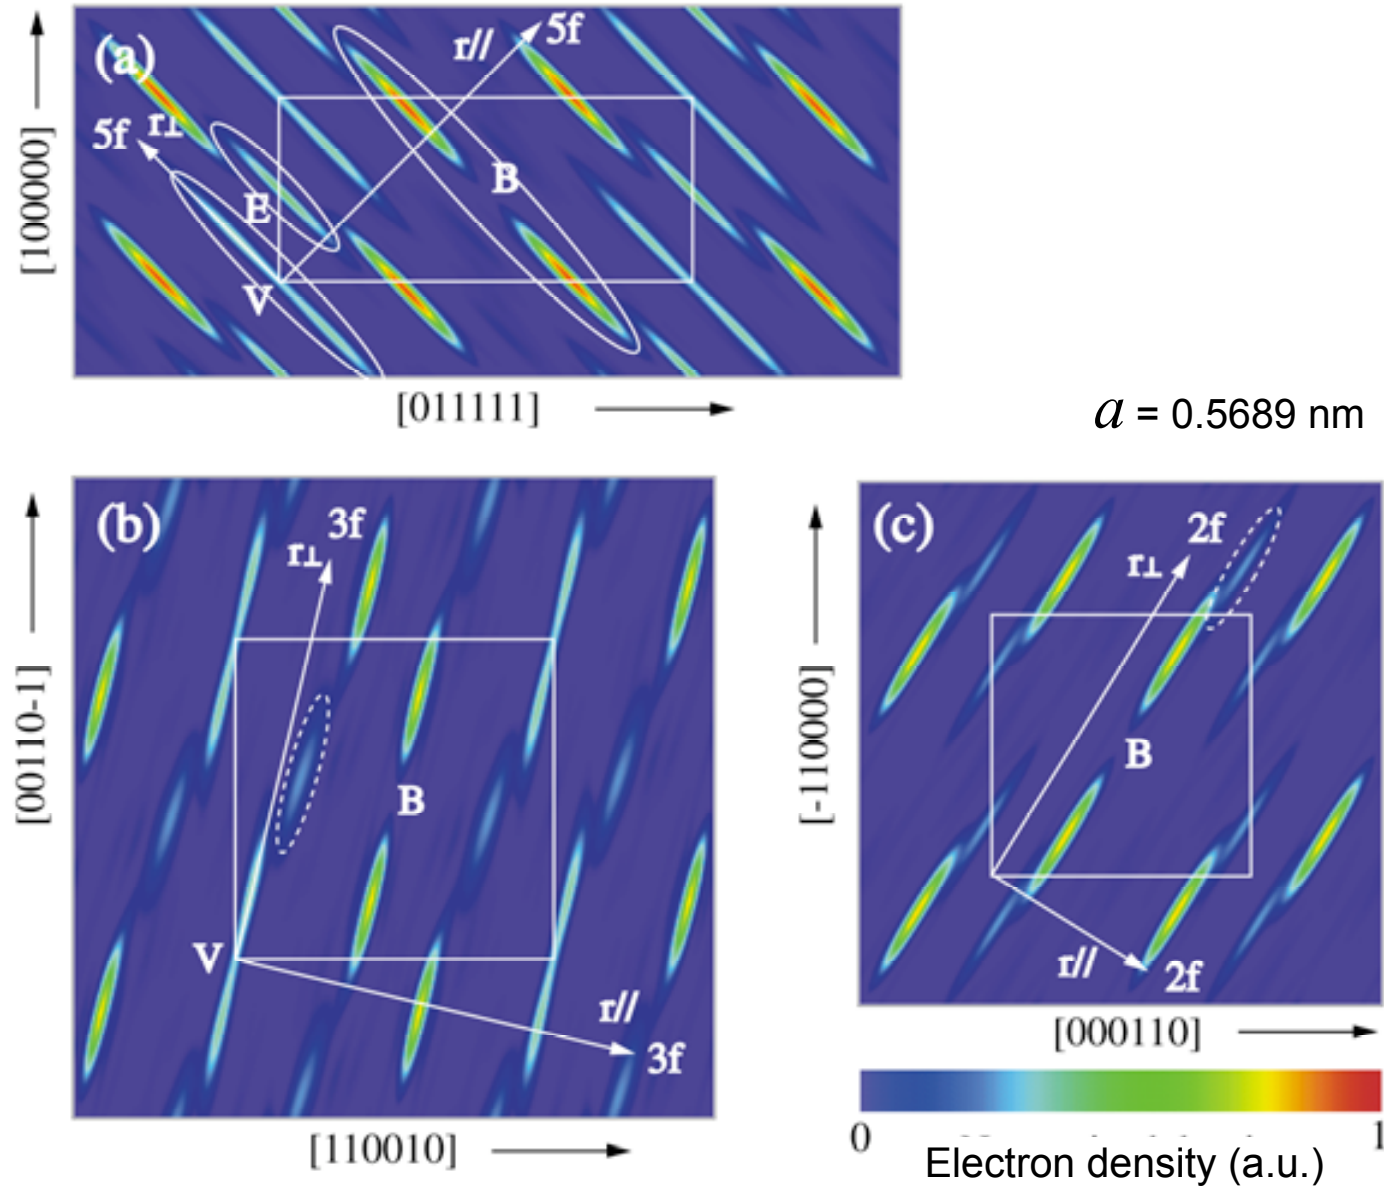 (a)
r//
5f
5f
r⊥
B
E
V
[100000]
[011111]
a = 0.5689 nm
(b)
3f
r⊥
B
V
r//
3f
[00110-1]
[110010]
(c)
2f
r⊥
B
r//
2f
[-110000]
[000110]
0 1
Electron density (a.u.)